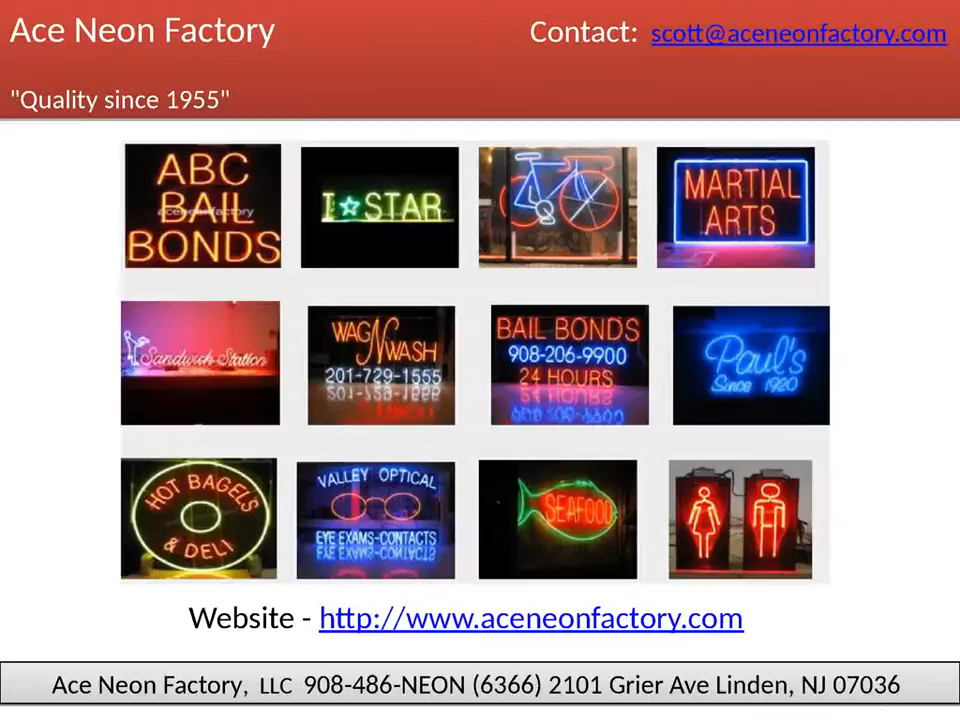 Ace Neon Factory
Contact: scott@aceneonfactory.com
"Quality since 1955"
ABC
BAIL
aceneonfactory
BONDS
I☆STAR
MARTIAL
ARTS
Sandwich Station
WAG N WASH
201-729-1555
BAIL BONDS
908-206-9900
24 HOURS
Paul's
Since 1920
HOT BAGELS
& DELI
VALLEY OPTICAL
EYE EXAMS-CONTACTS
SEAFOOD
Website - http://www.aceneonfactory.com
Ace Neon Factory, LLC 908-486-NEON (6366) 2101 Grier Ave Linden, NJ 07036